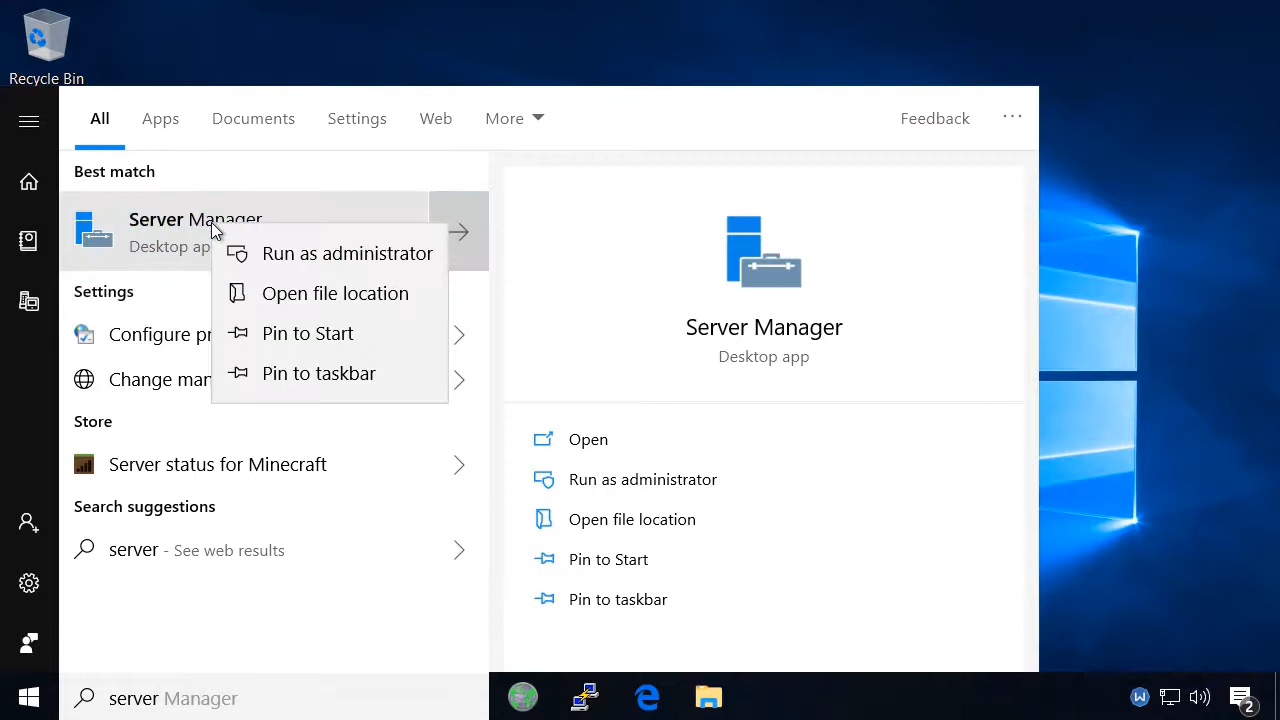 Recycle Bin
All Apps Documents Settings Web More Feedback ...
Best match
Server Manager
Desktop ap
Run as administrator
Open file location
Pin to Start
Pin to taskbar
Settings
Configure pr
Change man
Store
Server status for Minecraft
Search suggestions
server - See web results
Server Manager
Desktop app
Open
Run as administrator
Open file location
Pin to Start
Pin to taskbar
server Manager
W
2